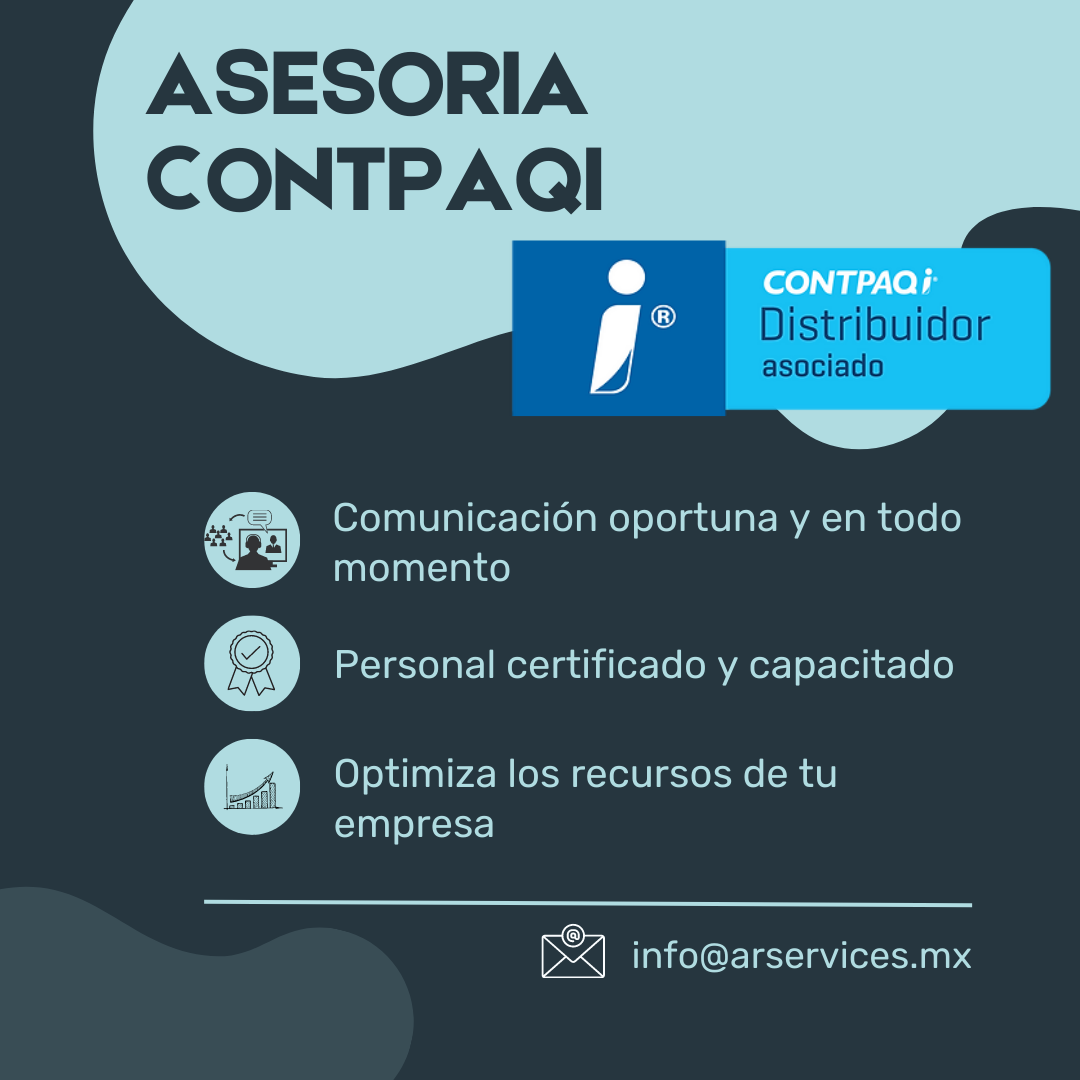 ASESORIA
CONTPAQI
i®
CONTPAQi®
Distribuidor
asociado
Comunicación oportuna y en todo
momento
Personal certificado y capacitado
Optimiza los recursos de tu
empresa
@
info@arservices.mx